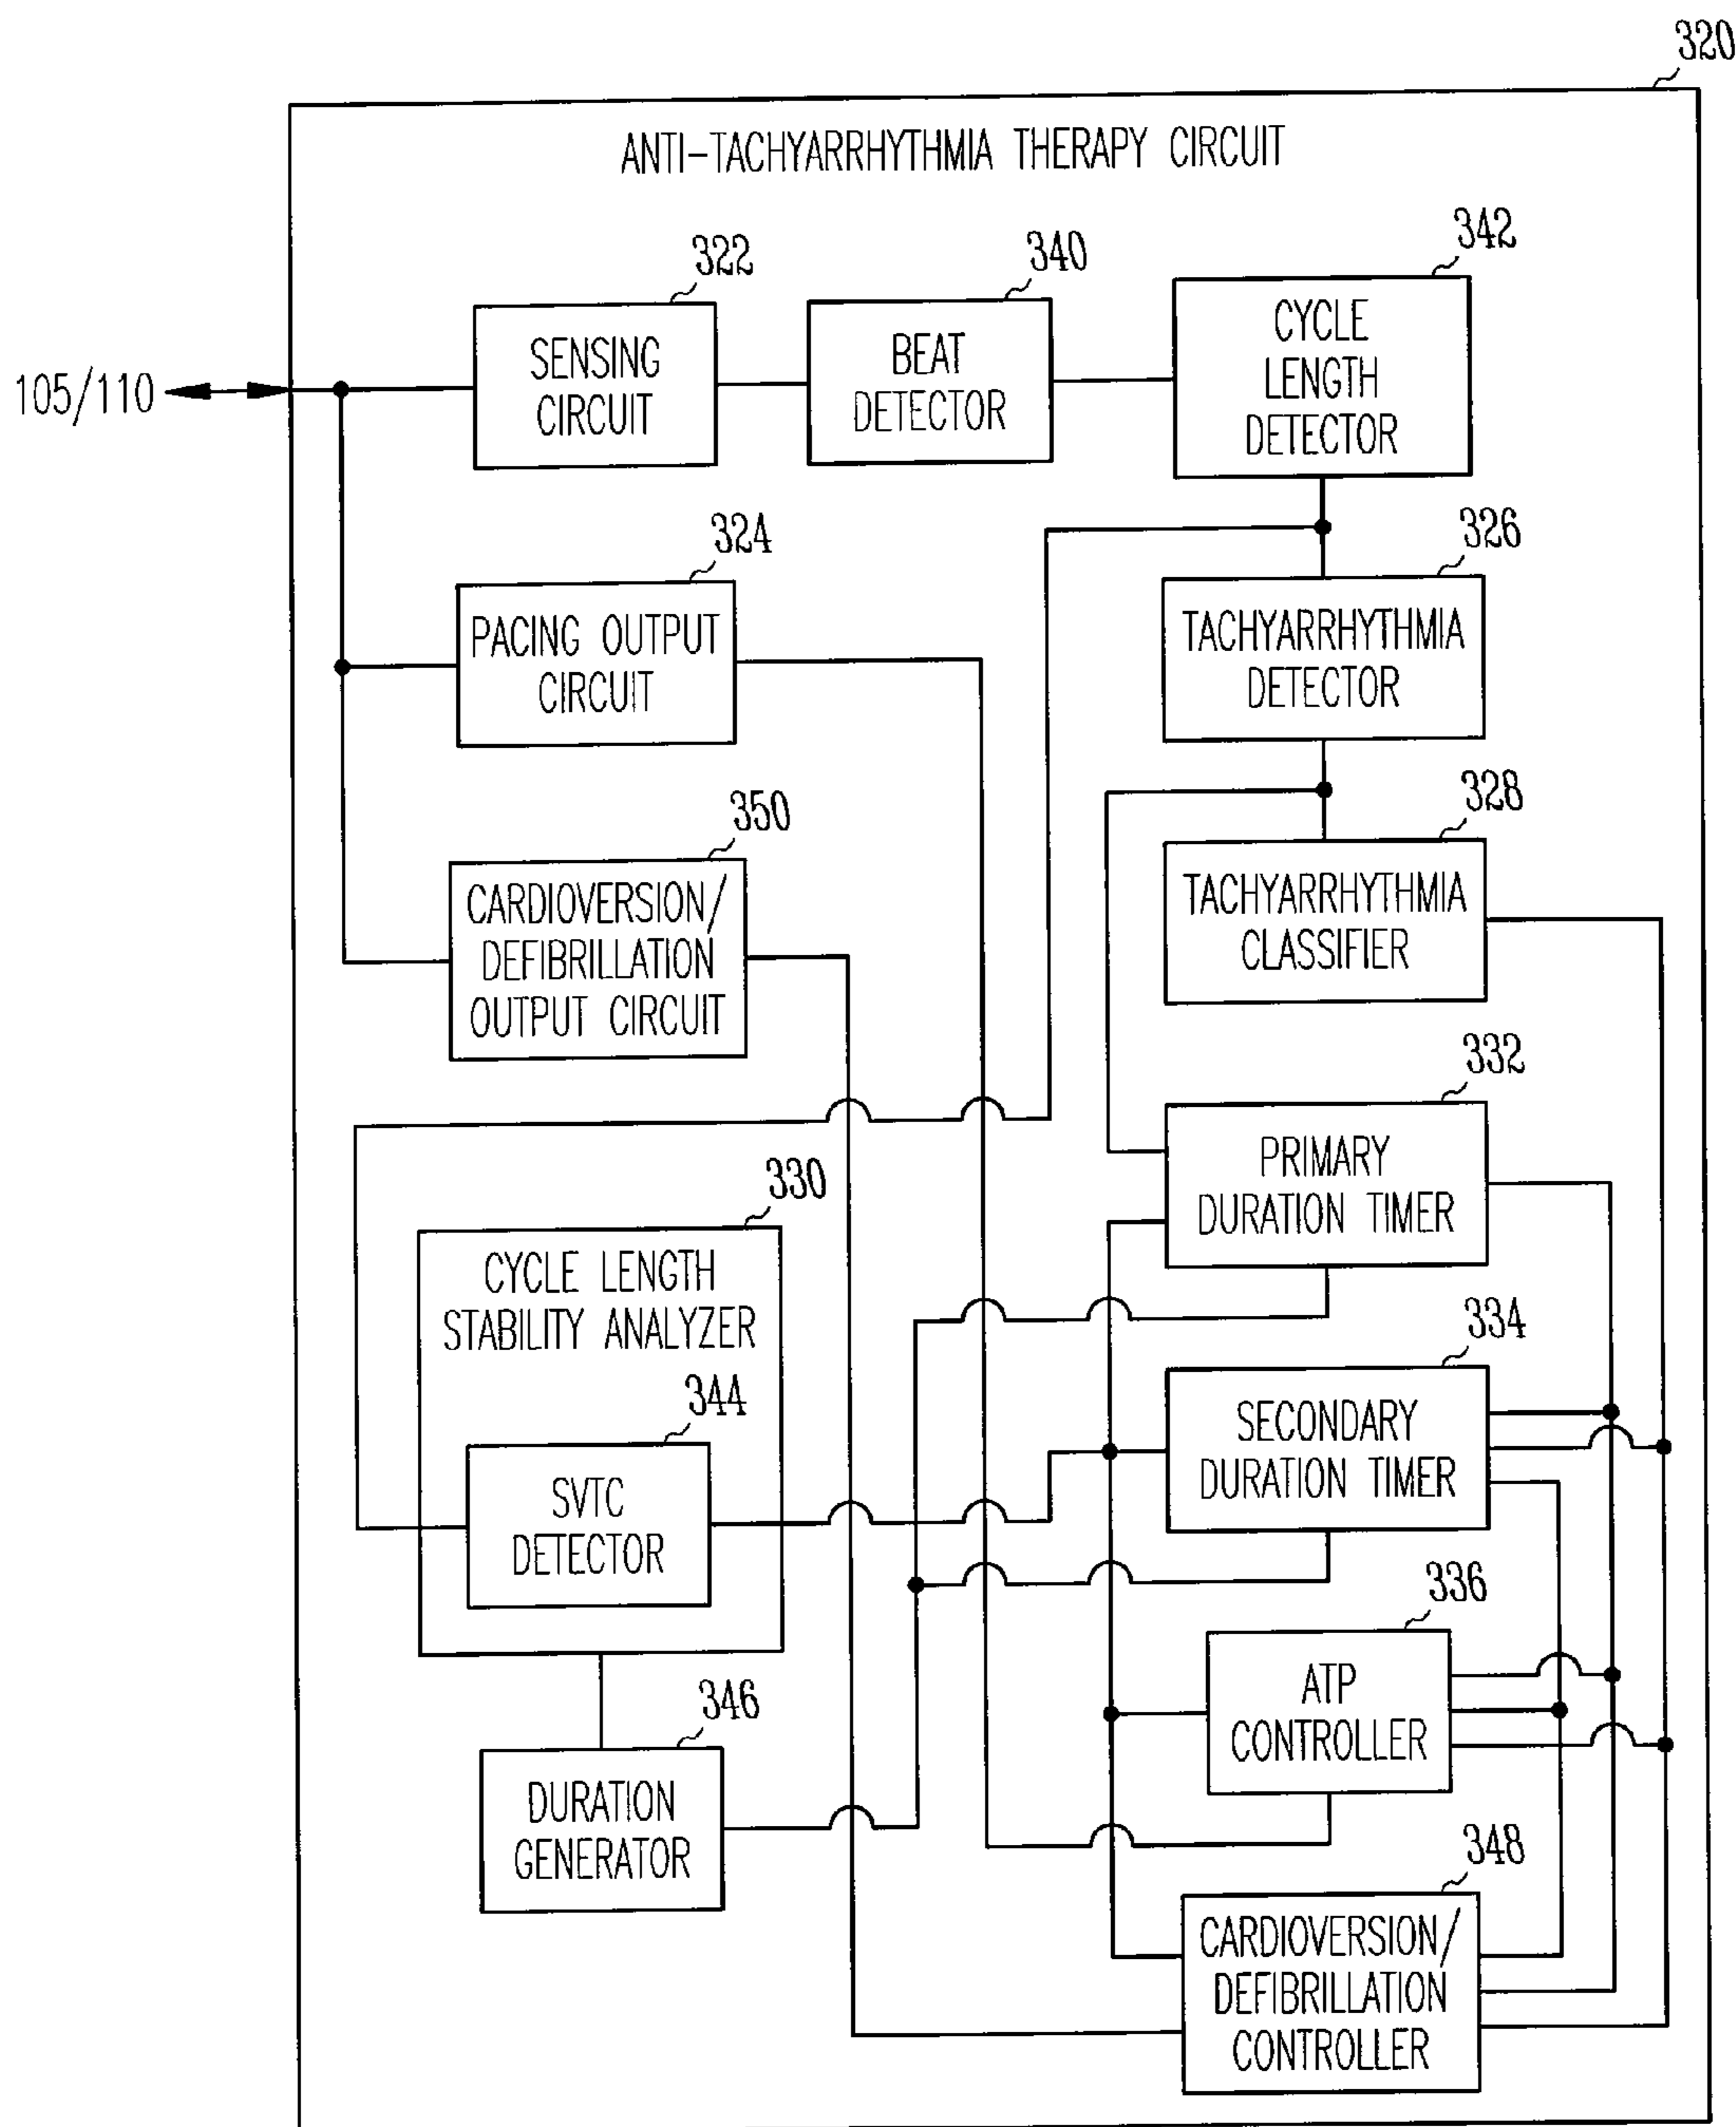 320
ANTI-TACHYARRHYTHMIA THERAPY CIRCUIT
322
340
342
105/110
SENSING
CIRCUIT
BEAT
DETECTOR
CYCLE
LENGTH
DETECTOR
324
326
PACING OUTPUT
CIRCUIT
TACHYARRHYTHMIA
DETECTOR
350
328
CARDIOVERSION/
DEFIBRILLATION
OUTPUT CIRCUIT
TACHYARRHYTHMIA
CLASSIFIER
332
PRIMARY
DURATION TIMER
330
CYCLE LENGTH
STABILITY ANALYZER
334
344
SVTC
DETECTOR
SECONDARY
DURATION TIMER
336
ATP
CONTROLLER
346
DURATION
GENERATOR
348
CARDIOVERSION/
DEFIBRILLATION
CONTROLLER